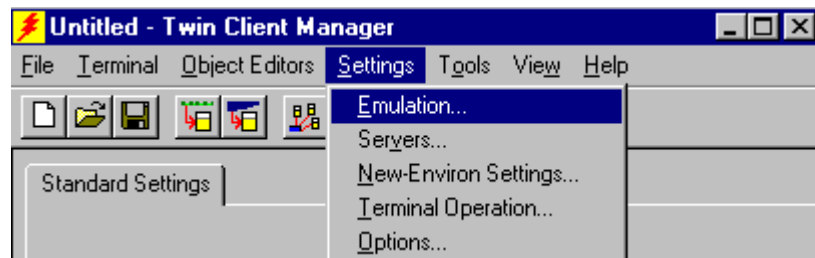 Untitled - Twin Client Manager
File Terminal Object Editors Settings Tools View Help
Emulation...
Servers...
Standard Settings
New-Environ Settings...
Terminal Operation...
Options...